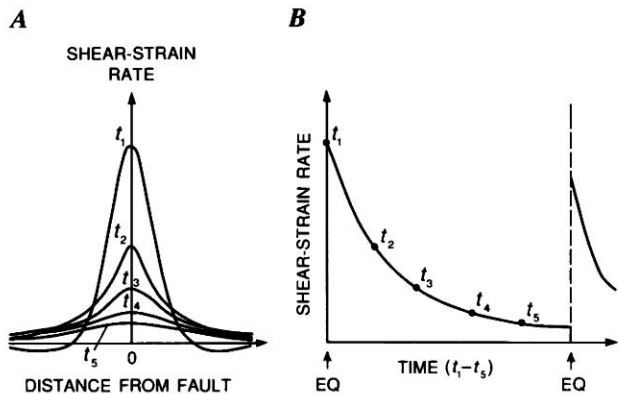 A
SHEAR-STRAIN
RATE
t₁
t₂
t₃
t₄
t₅
0
DISTANCE FROM FAULT
B
SHEAR-STRAIN RATE
t₁
t₂
t₃
t₄
t₅
TIME (t₁–t₅)
EQ
EQ